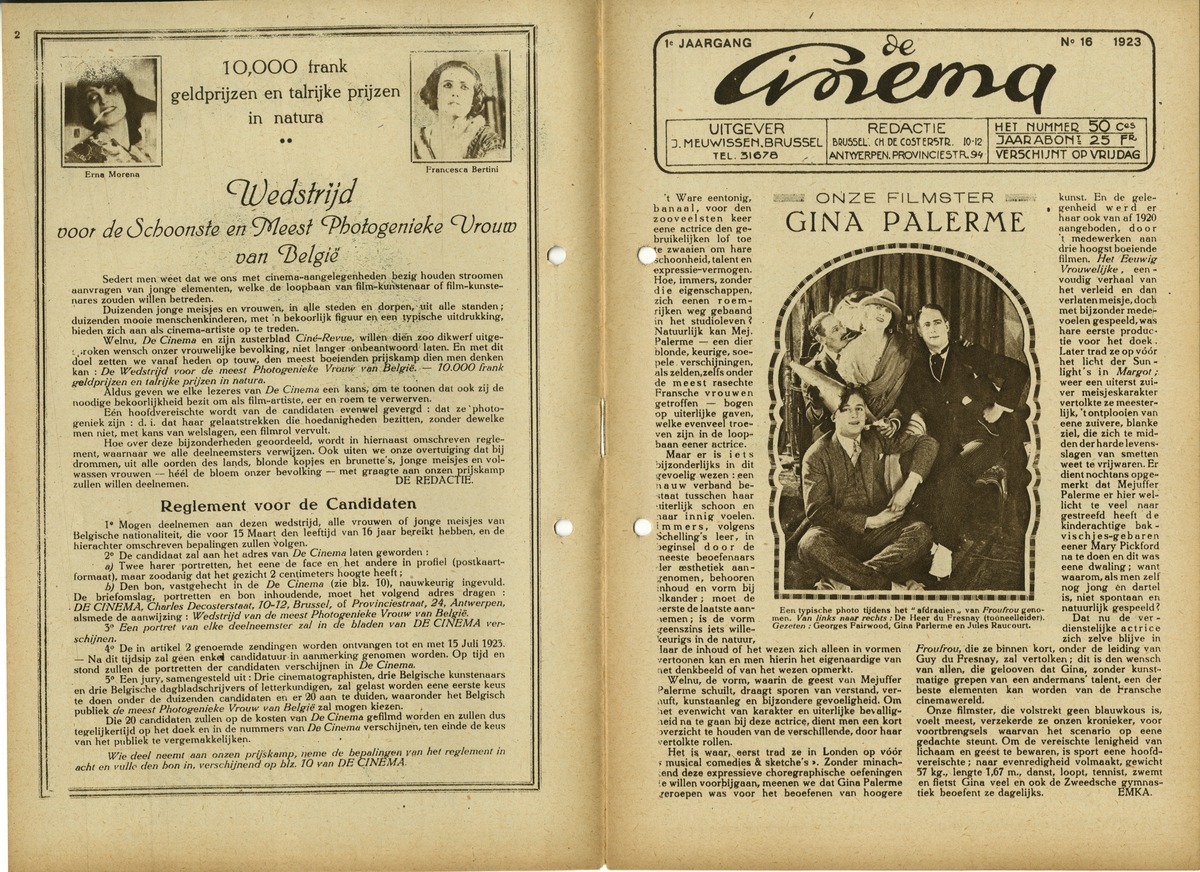 2
10,000 frank
geldprijzen en talrijke prijzen
in natura
Erna Morena
Francesca Bertini
Wedstrijd
voor de Schoonste en Meest Photogenieke Vrouw
van België
Sedert men weet dat we ons met cinema-aangelegenheden bezig houden stroomen
aanvragen van jonge elementen, welke de loopbaan van film-kunstenaar of film-kunste-
nares zouden willen betreden.
Duizenden jonge meisjes en vrouwen, in alle steden en dorpen, uit alle standen;
duizenden mooie menschenkinderen, met 'n bekoorlijk figuur en een typische uitdrukking,
bieden zich aan als cinema-artiste op te treden.
Welnu, De Cinema en zijn zusterblad Ciné-Revue, willen dien zoo dikwerf uitge-
:roken wensch onzer vrouwelijke bevolking, niet langer onbeantwoord laten. En met dit
doel zetten we vanaf heden op touw, den meest boeienden prijskamp dien men denken
kan : De Wedstrijd voor de meest Photogenieke Vrouw van België. — 10.000 frank
geldprijzen en talrijke prijzen in natura.
Aldus geven we elke lezeres van De Cinema een kans, om te toonen dat ook zij de
noodige bekoorlijkheid bezit om als film-artiste, eer en roem te verwerven.
Eén hoofdvereischte wordt van de candidaten evenwel gevergd : dat ze photo-
geniek zijn : d. i. dat haar gelaatstrekken die hoedanigheden bezitten, zonder dewelke
men niet, met kans van welslagen, een filmrol vervult.
Hoe over deze bijzonderheden geoordeeld, wordt in hiernaast omschreven regle-
ment, waarnaar we alle deelneemsters verwijzen. Ook uiten we onze overtuiging dat bij
drommen, uit alle oorden des lands, blonde kopjes en brunette's, jonge meisjes en vol-
wassen vrouwen — héél de bloem onzer bevolking — met graagte aan onzen prijskamp
zullen willen deelnemen.
DE REDACTIE.
Reglement voor de Candidaten
1° Mogen deelnemen aan dezen wedstrijd, alle vrouwen of jonge meisjes van
Belgische nationaliteit, die voor 15 Maart den leeftijd van 16 jaar bereikt hebben, en de
hierachter omschreven bepalingen zullen volgen.
2° De candidaat zal aan het adres van De Cinema laten geworden :
a) Twee harer portretten, het eene de face en het andere in profiel (postkaart-
formaat), maar zoodanig dat het gezicht 2 centimeters hoogte heeft ;
b) Den bon, vastgehecht in de De Cinema (zie blz. 10), nauwkeurig ingevuld.
De briefomslag, portretten en bon inhoudende, moet het volgend adres dragen :
DE CINEMA, Charles Decosterstaat, 10-12, Brussel, of Provinciestraat, 24, Antwerpen,
alsmede de aanwijzing : Wedstrijd van de meest Photogenieke Vrouw van België.
3° Een portret van elke deelneemster zal in de bladen van DE CINEMA ver-
schijnen.
4° De in artikel 2 genoemde zendingen worden ontvangen tot en met 15 Juli 1923.
— Na dit tijdsip zal geen enkel candidatuur in aanmerking genomen worden. Op tijd en
stond zullen de portretten der candidaten verschijnen in De Cinema.
5° Een jury, samengesteld uit : Drie cinematographisten, drie Belgische kunstenaars
en drie Belgische dagbladschrijvers of letterkundigen, zal gelast worden eene eerste keus
te doen onder de duizenden candidaten en er 20 aan te duiden, waaronder het Belgisch
publiek de meest Photogenieke Vrouw van België zal mogen kiezen.
Die 20 candidaten zullen op de kosten van De Cinema gefilmd worden en zullen dus
tegelijkertijd op het doek en in de nummers van De Cinema verschijnen, ten einde de keus
van het publiek te vergemakkelijken.
Wie deel neemt aan onzen prijskamp, neme de bepalingen van het reglement in
acht en vulle den bon in, verschijnend op blz. 10 van DE CINEMA.
1e JAARGANG
No 16 1923
de
Cinema
UITGEVER
J. MEUWISSEN, BRUSSEL
TEL. 31678
REDACTIE
BRUSSEL. CH DE COSTERSTR. 10-12
ANTWERPEN. PROVINCIESTR. 94
HET NUMMER 50 Ces
JAARABONT 25 FR
VERSCHIJNT OP VRIJDAG
ONZE FILMSTER
GINA PALERME
't Ware eentonig,
banaal, voor den
zooveelsten keer
eene actrice den ge-
bruikelijken lof toe
te zwaaien om hare
schoonheid, talent en
expressie-vermogen.
Hoe, immers, zonder
die eigenschappen,
zich eenen roem-
rijken weg gebaand
in het studioleven ?
Natuurlijk kan Mej.
Palerme — een dier
blonde, keurige, soe-
pele verschijningen,
als zelden, zelfs onder
de meest rasechte
Fransche vrouwen
getroffen — bogen
op uiterlijke gaven,
welke evenveel troe-
ven zijn in de loop-
baan eener actrice.
Maar er is iets
bijzonderlijks in dit
gevoelig wezen : een
nauw verband be-
staat tusschen haar
uiterlijk schoon en
haar innig voelen.
immers, volgens
Schelling's leer, in
beginsel door de
meeste beoefenaars
der æsthetiek aan-
genomen, behooren
inhoud en vorm bij
elkander ; moet de
eerste de laatste aan-
nemen ; is de vorm
geenszins iets wille-
keurigs in de natuur,
maar de inhoud of het wezen zich alleen in vormen
vertoonen kan en men hierin het eigenaardige van
het denkbeeld of van het wezen opmerkt.
Welnu, de vorm, waarin de geest van Mejuffer
Palerme schuilt, draagt sporen van verstand, ver-
nuft, kunstaanleg en bijzondere gevoeligheid. Om
het evenwicht van karakter en uiterlijke bevallig-
heid na te gaan bij deze actrice, dient men een kort
overzicht te houden van de verschillende, door haar
vertolkte rollen.
Het is waar, eerst trad ze in Londen op vóór
« musical comedies & sketche's ». Zonder minach-
tend deze expressieve choregraphische oefeningen
te willen voorbijgaan, meenen we dat Gina Palerme
geroepen was voor het beoefenen van hoogere
Een typische photo tijdens het "afdraaien" van Froufrou geno-
men. Van links naar rechts : De Heer du Fresnay (tooneelleider).
Gezeten : Georges Fairwood, Gina Parlerme en Jules Raucourt.
kunst. En de gele-
genheid werd er
haar ook van af 1920
aangeboden, door
't medewerken aan
drie hoogst boeiende
filmen. Het Eeuwig
Vrouwelijke, een-
voudig verhaal van
het verleid en dan
verlaten meisje, doch
met bijzonder mede-
voelen gespeeld, was
hare eerste produc-
tie voor het doek.
Later trad ze op vóór
het licht der Sun-
light's in Margot ;
weer een uiterst zui-
ver meisjeskarakter
vertolkte ze meester-
lijk, 't ontplooien van
eene zuivere, blanke
ziel, die zich te mid-
den der harde levens-
slagen van smetten
weet te vrijwaren. Er
dient nochtans opge-
merkt dat Mejuffer
Palerme er hier wel-
licht te veel naar
gestreefd heeft de
kinderachtige bak-
vischjes-gebaren
eener Mary Pickford
na te doen en dit was
eene dwaling ; want
waarom, als men zelf
nog jong en dartel
is, niet spontaan en
natuurlijk gespeeld ?
Dat nu de ver-
dienstelijke actrice
zich zelve blijve in
Froufrou, die ze binnen kort, onder de leiding van
Guy du Fresnay, zal vertolken ; dit is den wensch
van allen, die gelooven dat Gina, zonder kunst-
matige grepen van een andermans' talent, een der
beste elementen kan worden van de Fransche
cinemawereld.
Onze filmster, die volstrekt geen blauwkous is,
voelt meest, verzekerde ze onzen kronieker, voor
voortbrengsels waarvan het scenario op eene
gedachte steunt. Om de vereischte lenigheid van
lichaam en geest te bewaren, is sport eene hoofd-
vereischte ; naar evenredigheid volmaakt, gewicht
57 kg., lengte 1,67 m., danst, loopt, tennist, zwemt
en fietst Gina veel en ook de Zweedsche gymnas-
tiek beoefent ze dagelijks.
EMKA.